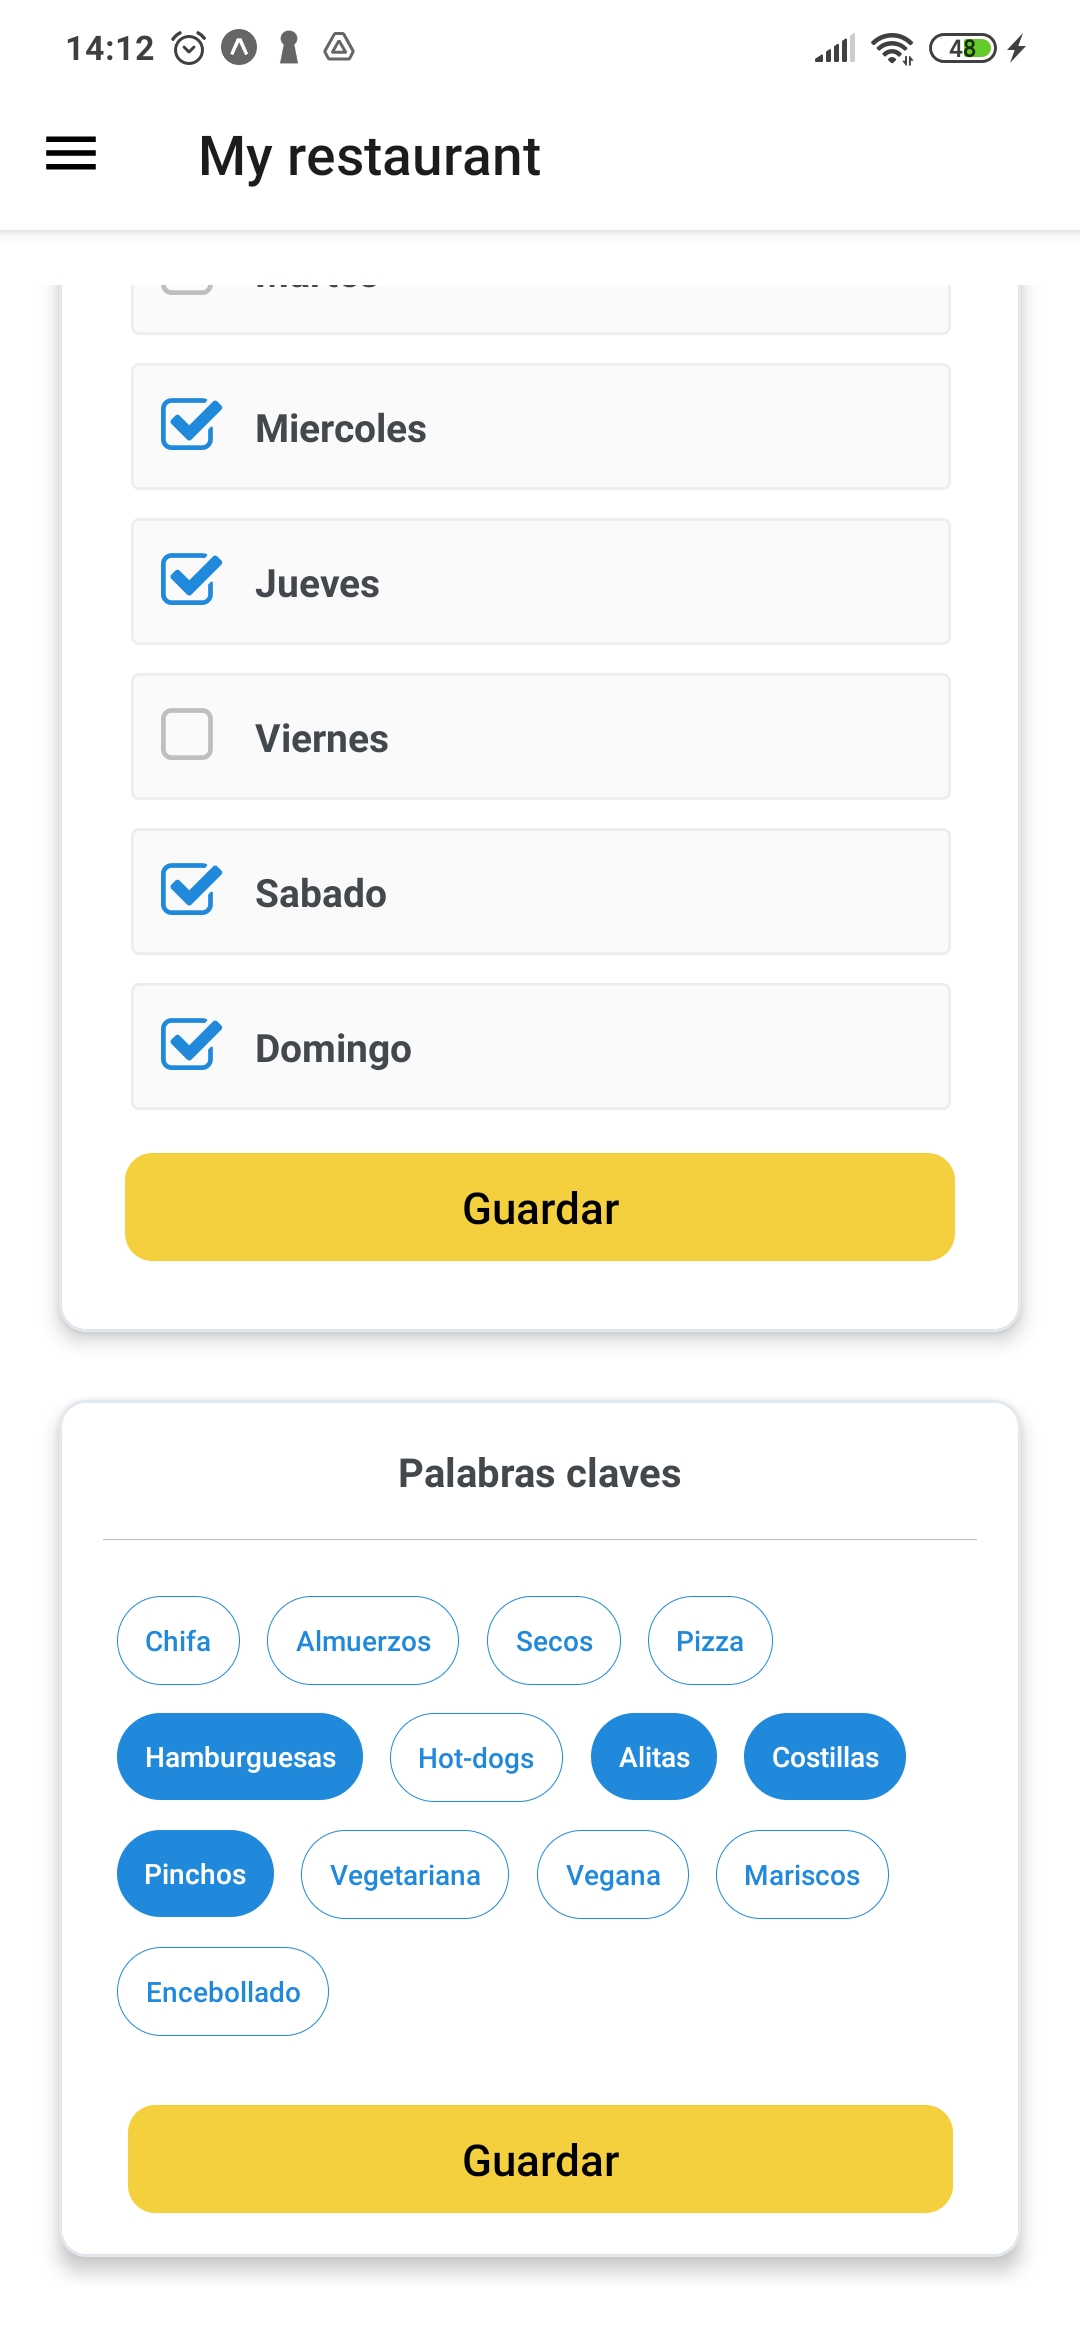 14:12
48
My restaurant
Miercoles
Jueves
Viernes
Sabado
Domingo
Guardar
Palabras claves
Chifa Almuerzos Secos Pizza
Hamburguesas Hot-dogs Alitas Costillas
Pinchos Vegetariana Vegana Mariscos
Encebollado
Guardar